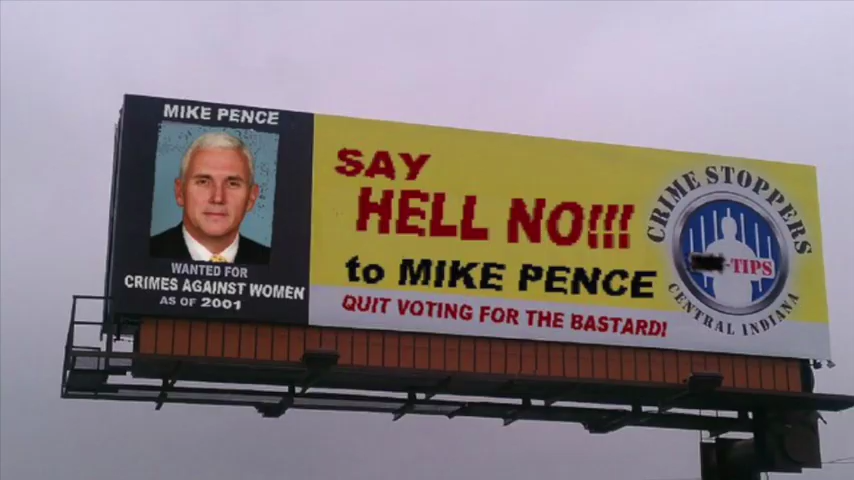 MIKE PENCE
WANTED FOR
CRIMES AGAINST WOMEN
AS OF 2001
SAY
HELL NO!!!
to MIKE PENCE
QUIT VOTING FOR THE BASTARD!
CRIME STOPPERS
-TIPS
CENTRAL INDIANA